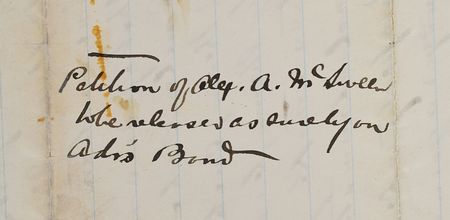 Petition of Alex. A. McSween
to be released as surety on
Adr's Bond